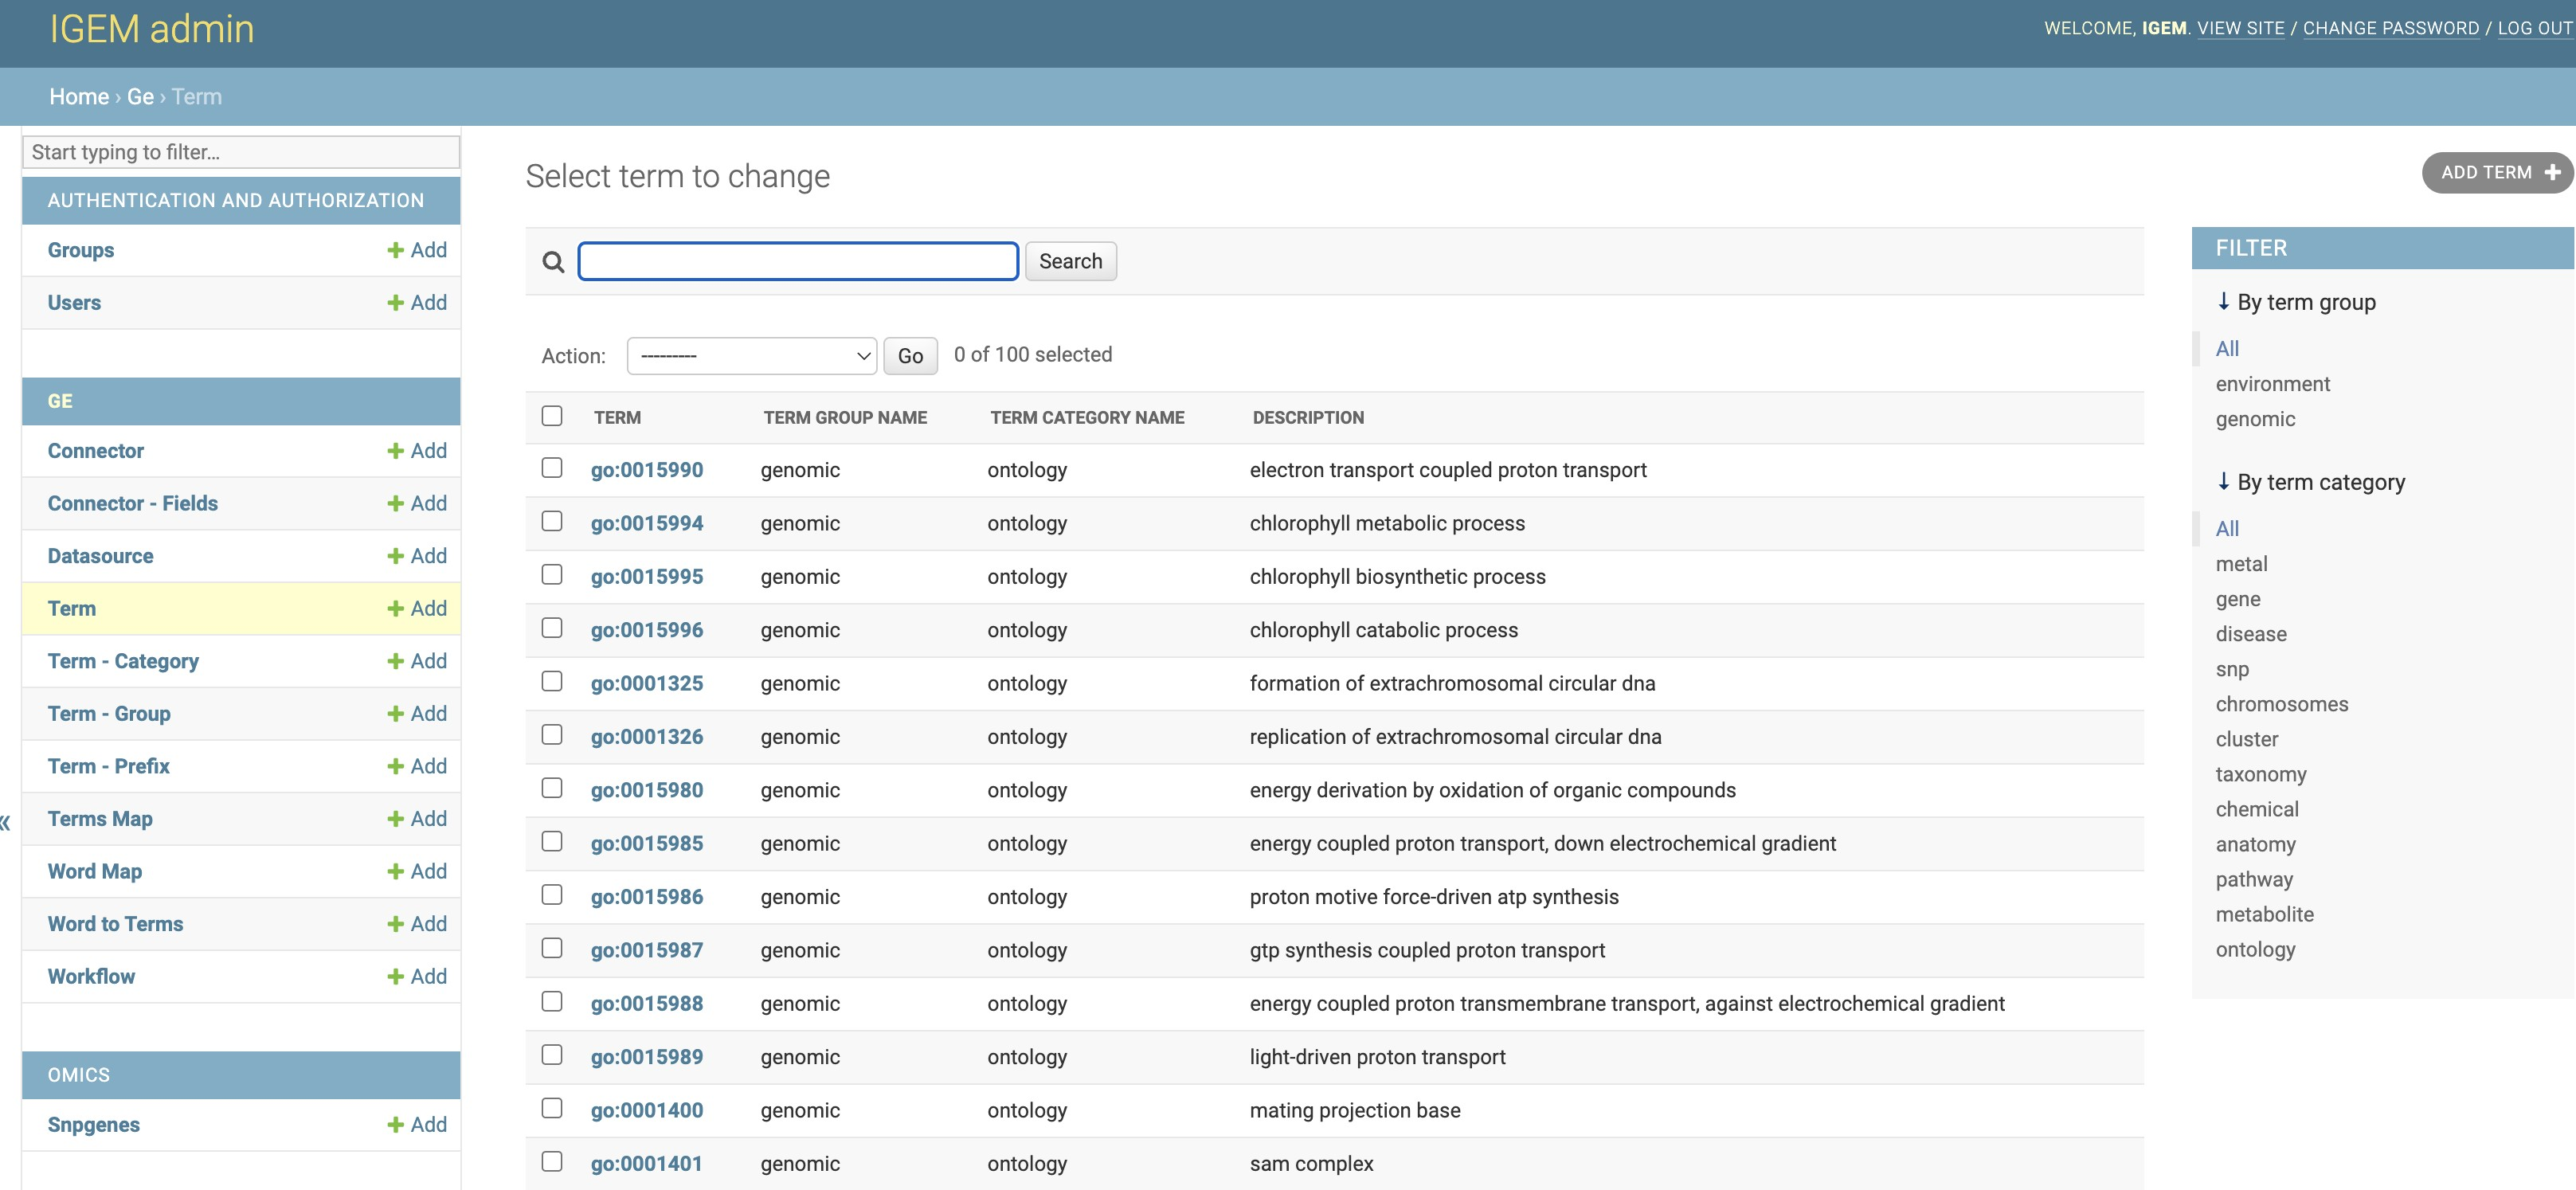 IGEM admin
WELCOME, IGEM. VIEW SITE / CHANGE PASSWORD / LOG OUT
Home › Ge › Term
Start typing to filter...
AUTHENTICATION AND AUTHORIZATION
Groups + Add
Users + Add
GE
Connector + Add
Connector - Fields + Add
Datasource + Add
Term + Add
Term - Category + Add
Term - Group + Add
Term - Prefix + Add
Terms Map + Add
Word Map + Add
Word to Terms + Add
Workflow + Add
OMICS
Snpgenes + Add
«
Select term to change
ADD TERM +
Search
Action: --------- Go 0 of 100 selected
TERM TERM GROUP NAME TERM CATEGORY NAME DESCRIPTION
go:0015990 genomic ontology electron transport coupled proton transport
go:0015994 genomic ontology chlorophyll metabolic process
go:0015995 genomic ontology chlorophyll biosynthetic process
go:0015996 genomic ontology chlorophyll catabolic process
go:0001325 genomic ontology formation of extrachromosomal circular dna
go:0001326 genomic ontology replication of extrachromosomal circular dna
go:0015980 genomic ontology energy derivation by oxidation of organic compounds
go:0015985 genomic ontology energy coupled proton transport, down electrochemical gradient
go:0015986 genomic ontology proton motive force-driven atp synthesis
go:0015987 genomic ontology gtp synthesis coupled proton transport
go:0015988 genomic ontology energy coupled proton transmembrane transport, against electrochemical gradient
go:0015989 genomic ontology light-driven proton transport
go:0001400 genomic ontology mating projection base
go:0001401 genomic ontology sam complex
FILTER
↓ By term group
All
environment
genomic
↓ By term category
All
metal
gene
disease
snp
chromosomes
cluster
taxonomy
chemical
anatomy
pathway
metabolite
ontology